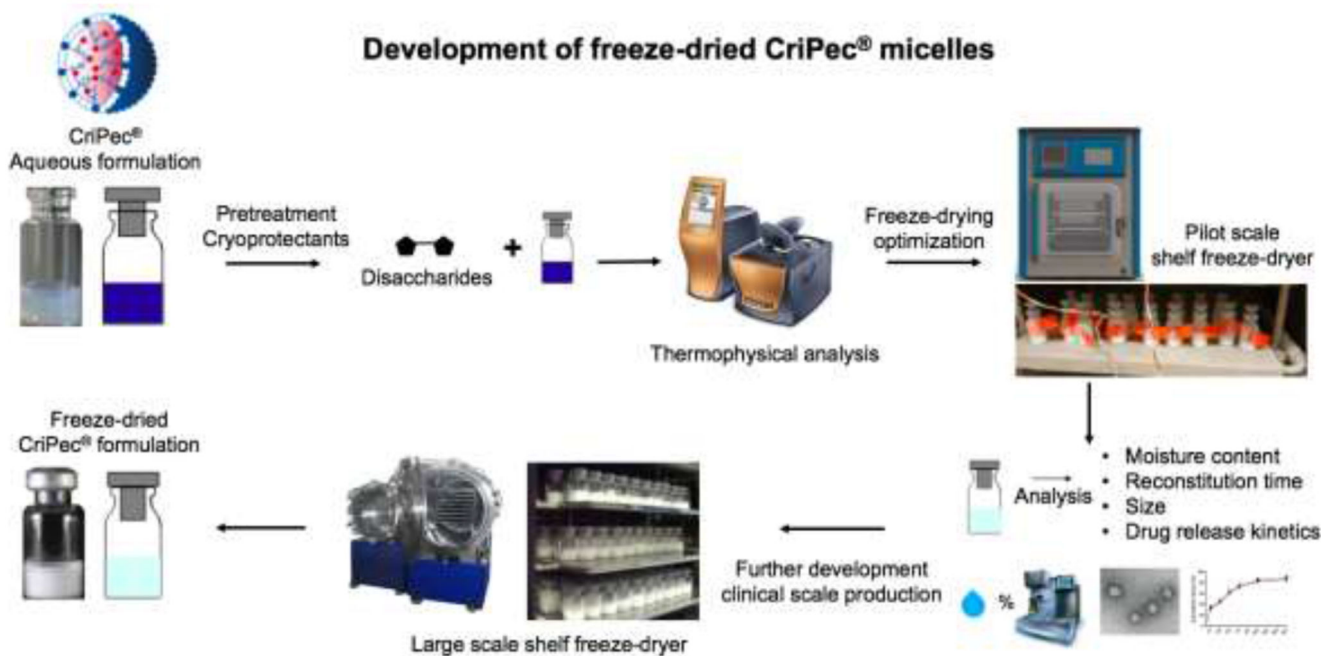 Development of freeze-dried CriPec® micelles
CriPec®
Aqueous formulation
Pretreatment
Cryoprotectants
Disaccharides
+
Thermophysical analysis
Freeze-drying
optimization
Pilot scale
shelf freeze-dryer
Analysis
• Moisture content
• Reconstitution time
• Size
• Drug release kinetics
%
Further development
clinical scale production
Large scale shelf freeze-dryer
Freeze-dried
CriPec® formulation